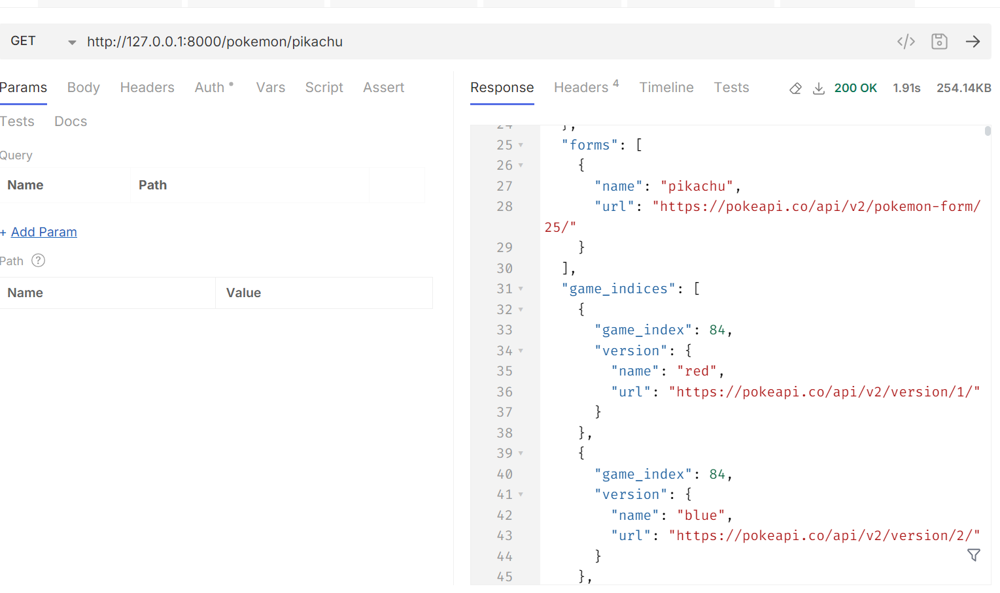 GET http://127.0.0.1:8000/pokemon/pikachu </>
Params Body Headers Auth Vars Script Assert
Tests Docs
Query
Name Path
+ Add Param
Path ?
Name Value
Response Headers 4 Timeline Tests 200 OK 1.91s 254.14KB
24 },
25 "forms": [
26 {
27 "name": "pikachu",
28 "url": "https://pokeapi.co/api/v2/pokemon-form/
25/"
29 }
30 ],
31 "game_indices": [
32 {
33 "game_index": 84,
34 "version": {
35 "name": "red",
36 "url": "https://pokeapi.co/api/v2/version/1/"
37 }
38 },
39 {
40 "game_index": 84,
41 "version": {
42 "name": "blue",
43 "url": "https://pokeapi.co/api/v2/version/2/"
44 }
45 },